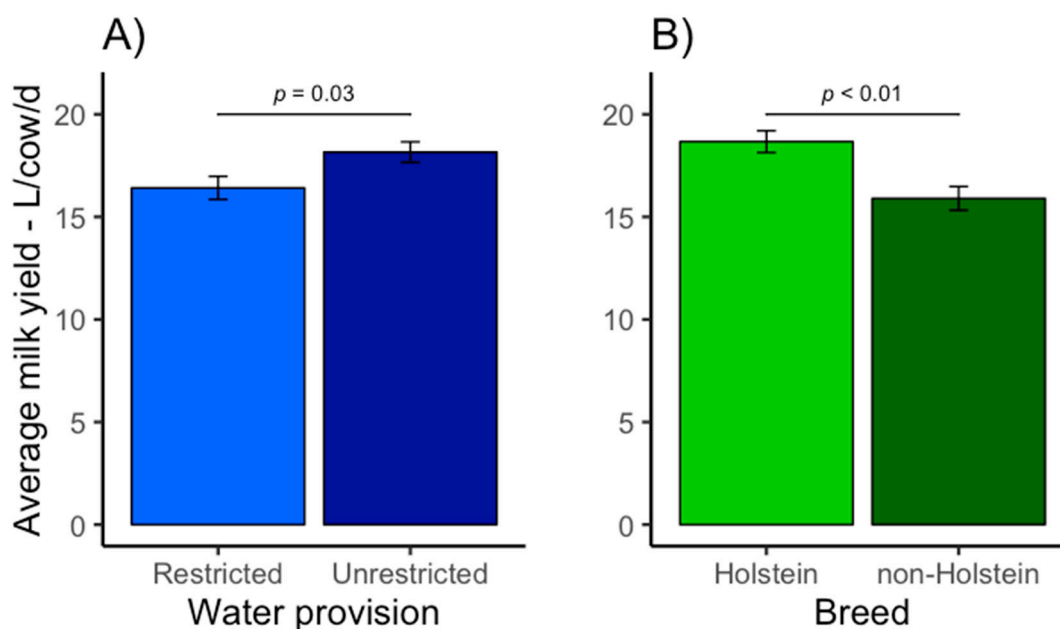 A)
p = 0.03
20
15
10
5
0
Average milk yield - L/cow/d
Restricted
Unrestricted
Water provision
B)
p < 0.01
20
15
10
5
0
Holstein
non-Holstein
Breed